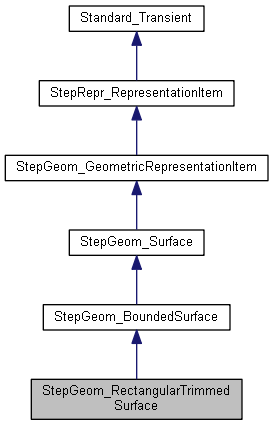 Standard_Transient
StepRepr_RepresentationItem
StepGeom_GeometricRepresentationItem
StepGeom_Surface
StepGeom_BoundedSurface
StepGeom_RectangularTrimmed
Surface